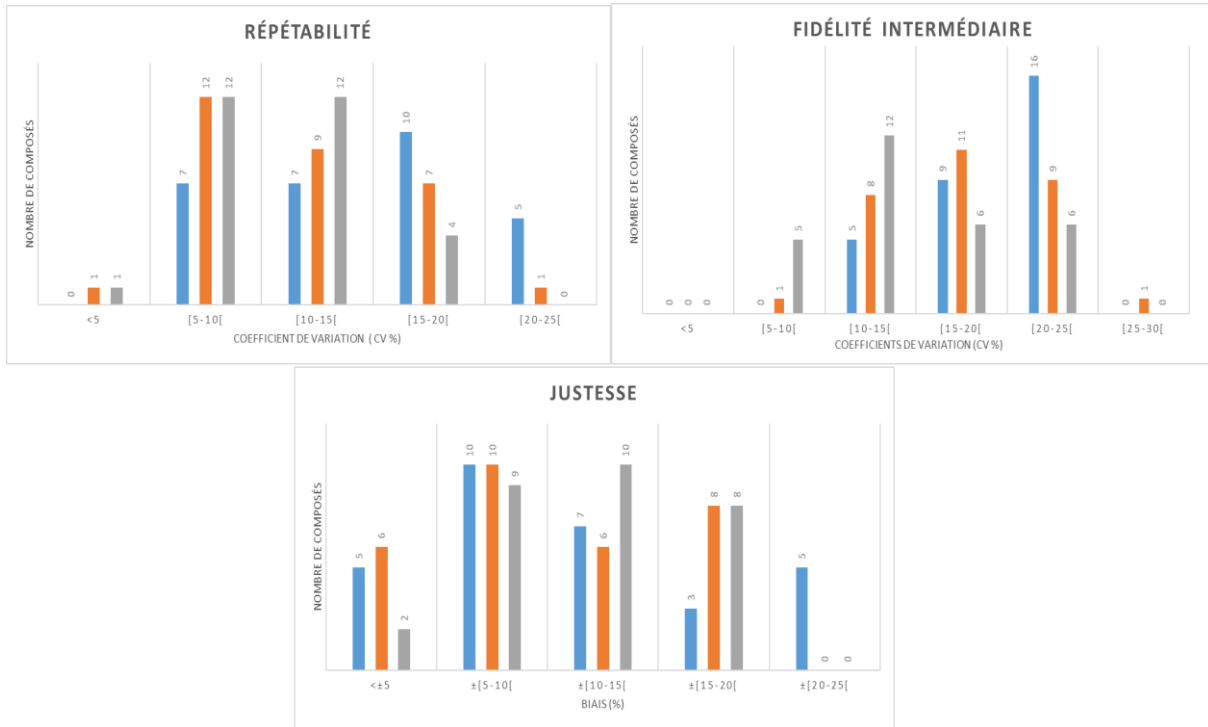 RÉPÉTABILITÉ
NOMBRE DE COMPOSÉS
0 1 1 7 12 12 7 9 12 10 7 4 5 1 0
<5 [5-10[ [10-15[ [15-20[ [20-25[
COEFFICIENT DE VARIATION (CV %)
FIDÉLITÉ INTERMÉDIAIRE
NOMBRE DE COMPOSÉS
0 0 0 0 1 5 5 8 12 9 11 6 16 9 6 0 1 0
<5 [5-10[ [10-15[ [15-20[ [20-25[ [25-30[
COEFFICIENTS DE VARIATION (CV %)
JUSTESSE
NOMBRE DE COMPOSÉS
5 6 2 10 10 9 7 6 10 3 8 8 5 0 0
<±5 ±[5-10[ ±[10-15[ ±[15-20[ ±[20-25[
BIAIS (%)